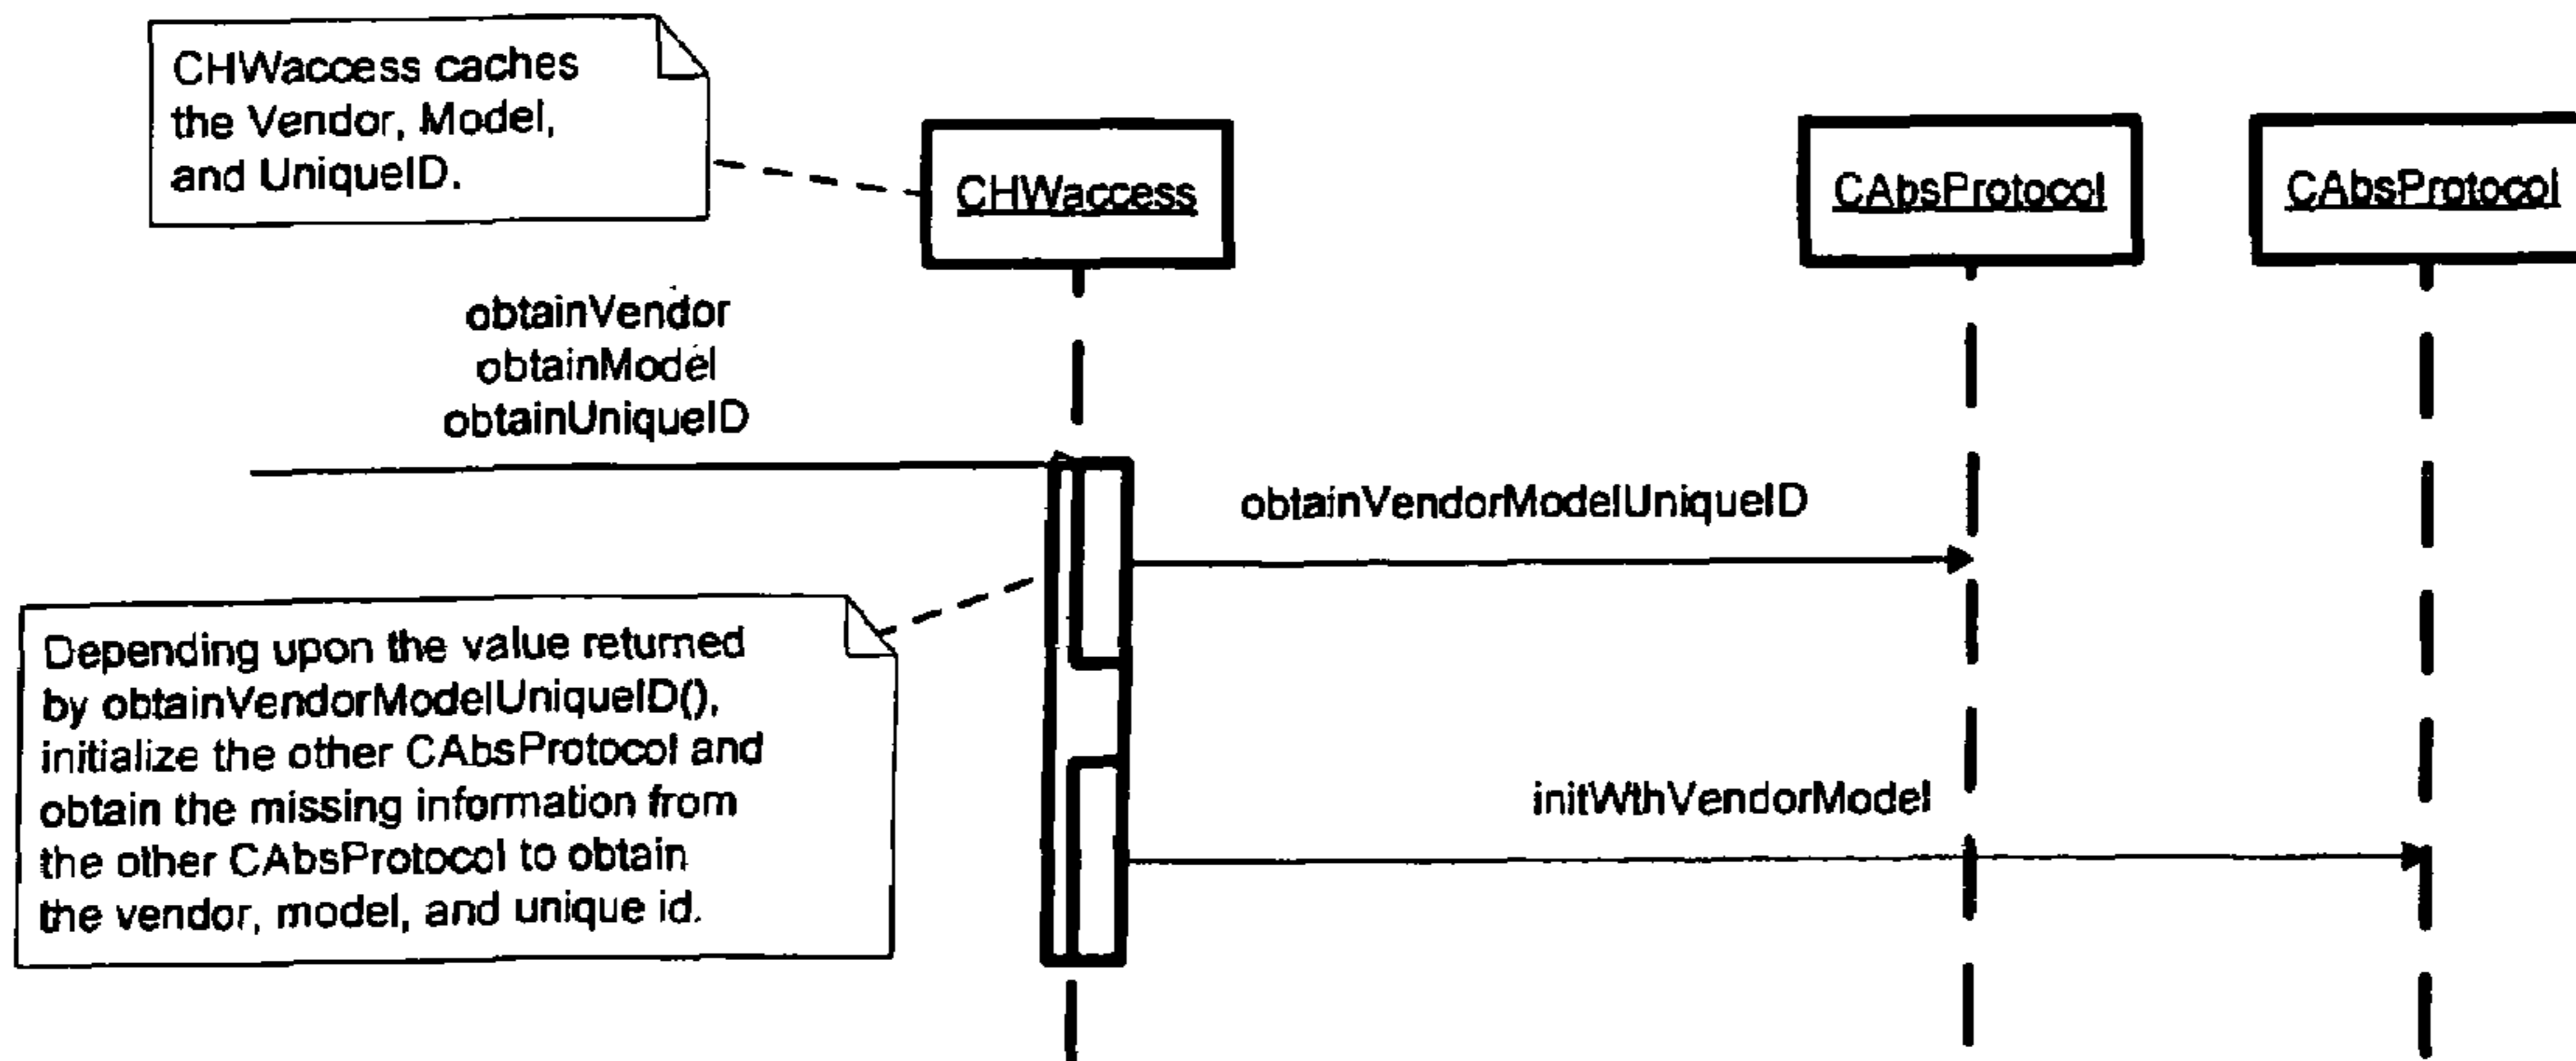 CHWaccess caches
the Vendor, Model,
and UniqueID.
CHWaccess
CAbsProtocol
CAbsProtocol
obtainVendor
obtainModel
obtainUniqueID
obtainVendorModelUniqueID
Depending upon the value returned
by obtainVendorModelUniqueID(),
initialize the other CAbsProtocol and
obtain the missing information from
the other CAbsProtocol to obtain
the vendor, model, and unique id.
initWthVendorModel